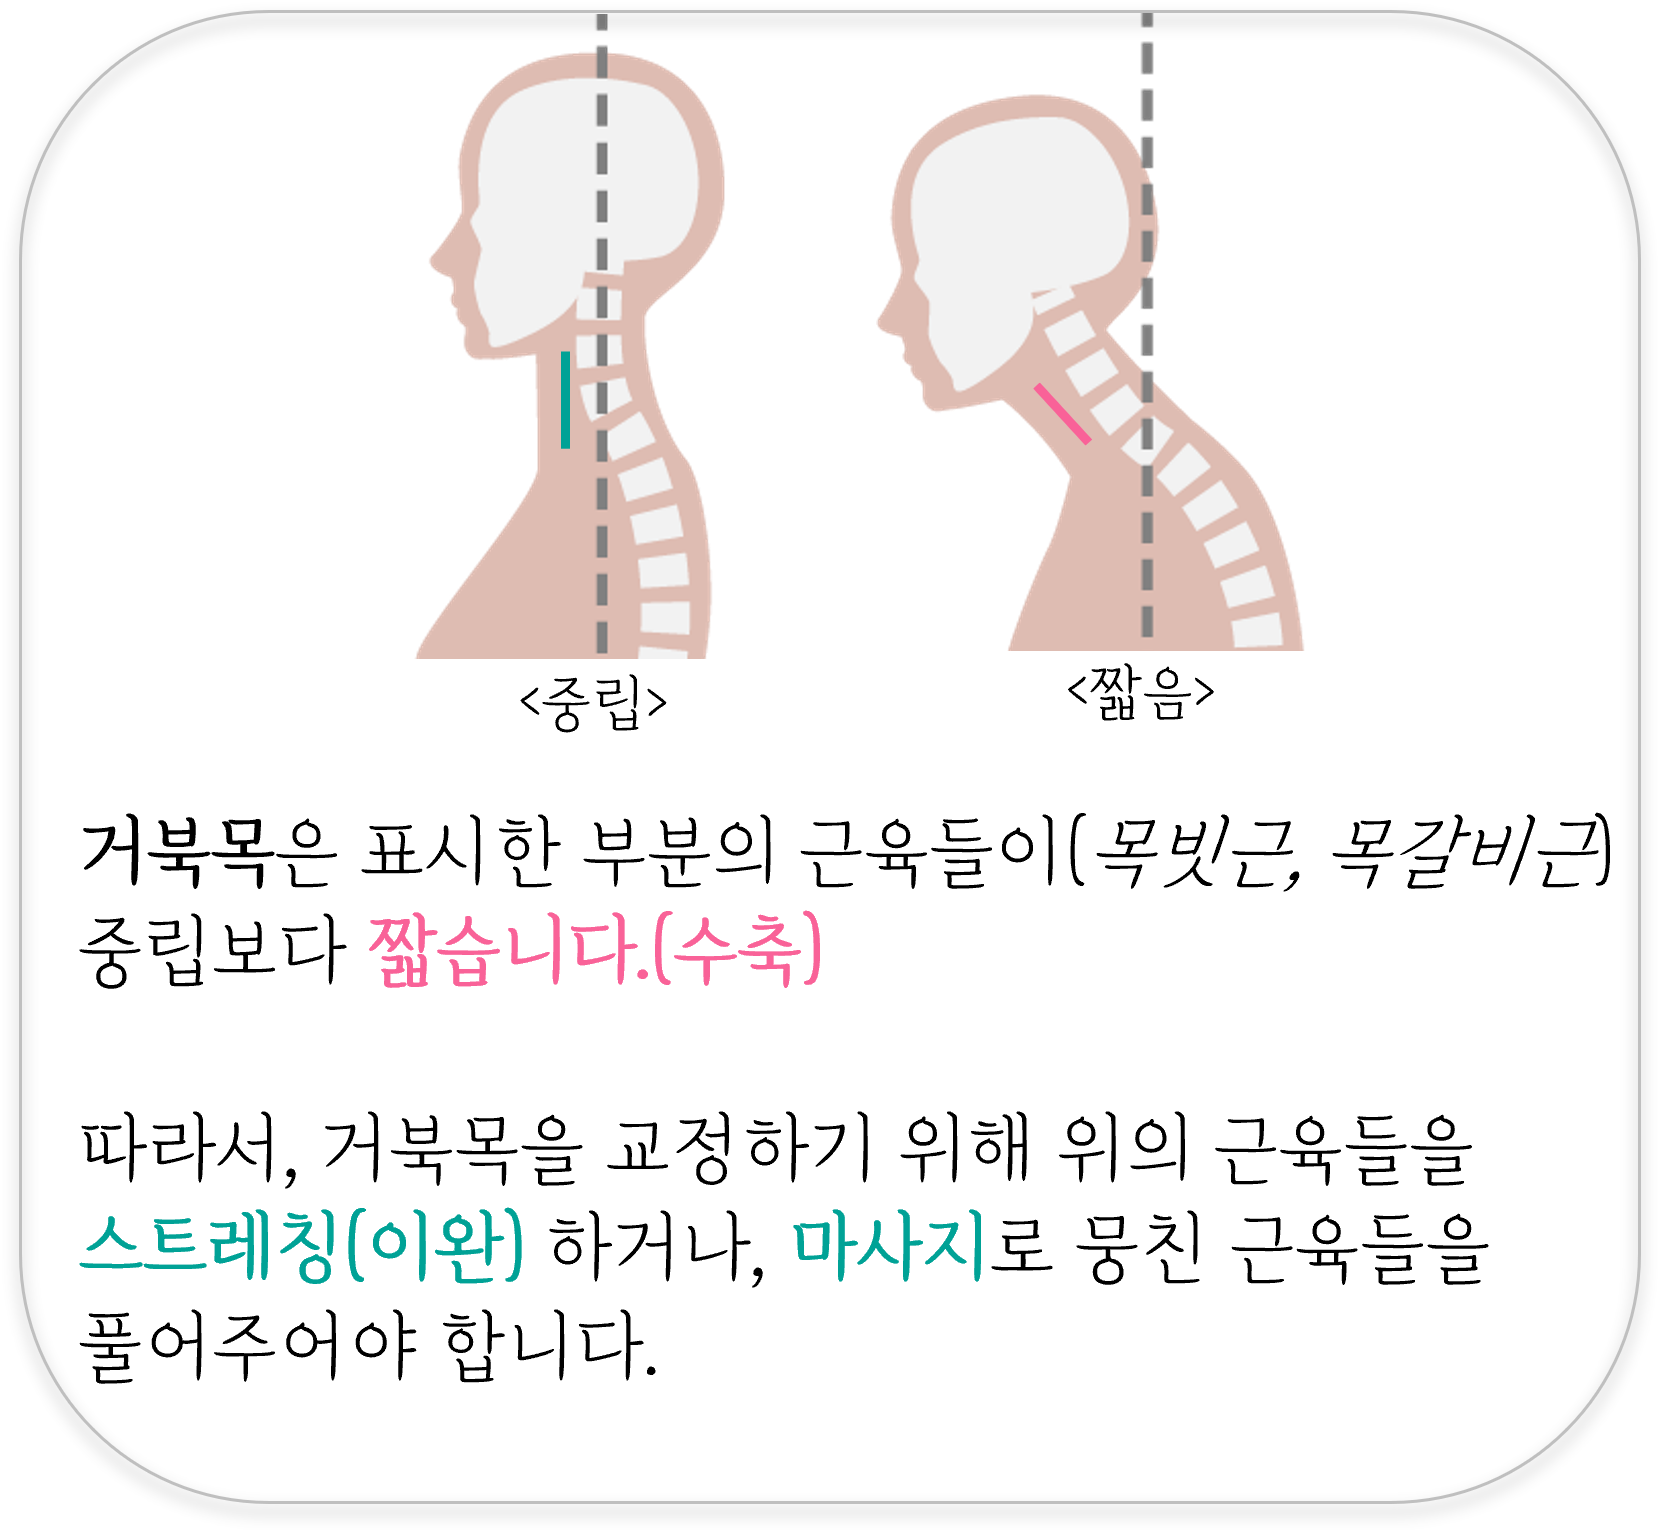 <중립>
<짧음>
거북목은 표시한 부분의 근육들이(목빗근, 목갈비근)
중립보다 짧습니다.(수축)
따라서, 거북목을 교정하기 위해 위의 근육들을
스트레칭(이완) 하거나, 마사지로 뭉친 근육들을
풀어주어야 합니다.